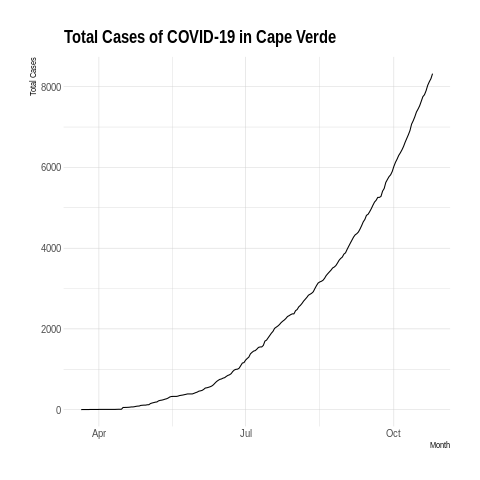 Total Cases of COVID-19 in Cape Verde
Total Cases
8000
6000
4000
2000
0
Apr Jul Oct
Month